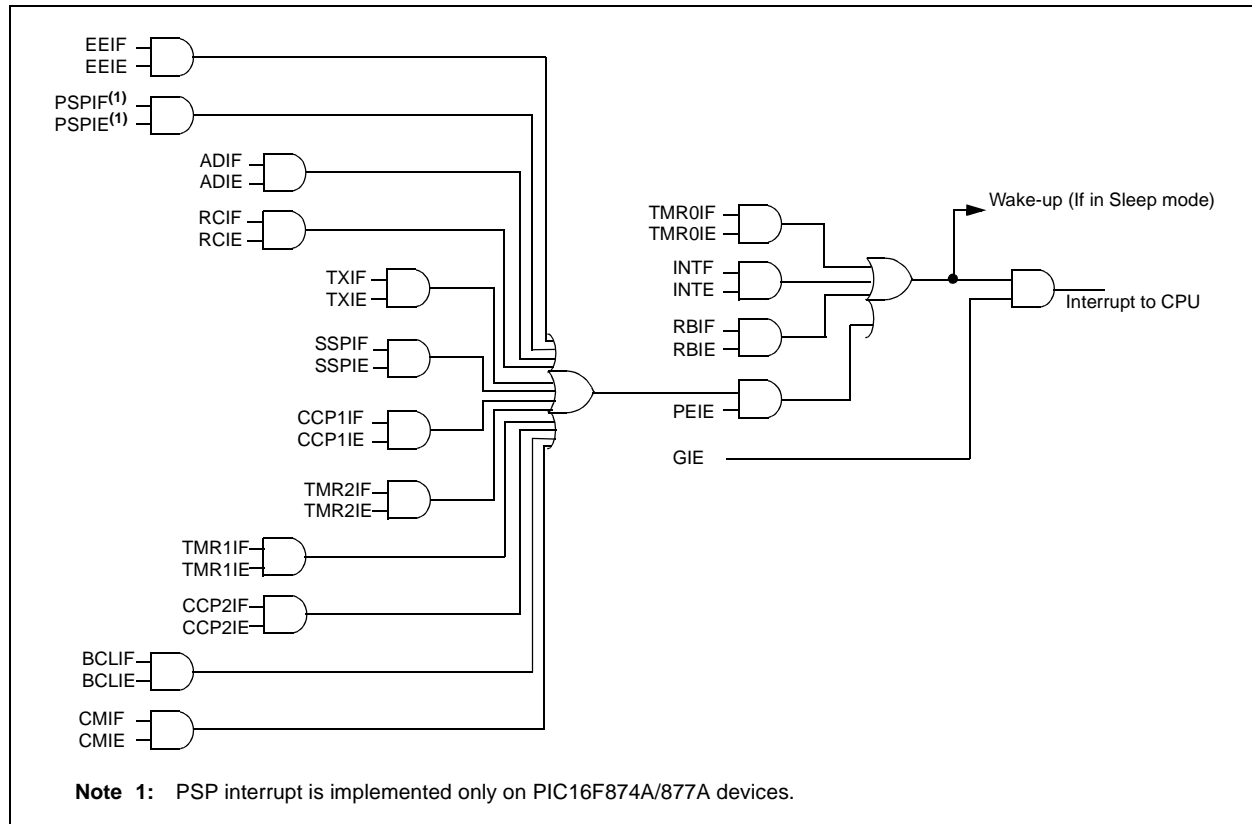 EEIF
EEIE
PSPIF(1)
PSPIE(1)
ADIF
ADIE
RCIF
RCIE
TXIF
TXIE
SSPIF
SSPIE
CCP1IF
CCP1IE
TMR2IF
TMR2IE
TMR1IF
TMR1IE
CCP2IF
CCP2IE
BCLIF
BCLIE
CMIF
CMIE
TMR0IF
TMR0IE
INTF
INTE
RBIF
RBIE
PEIE
GIE
Wake-up (If in Sleep mode)
Interrupt to CPU
Note 1: PSP interrupt is implemented only on PIC16F874A/877A devices.